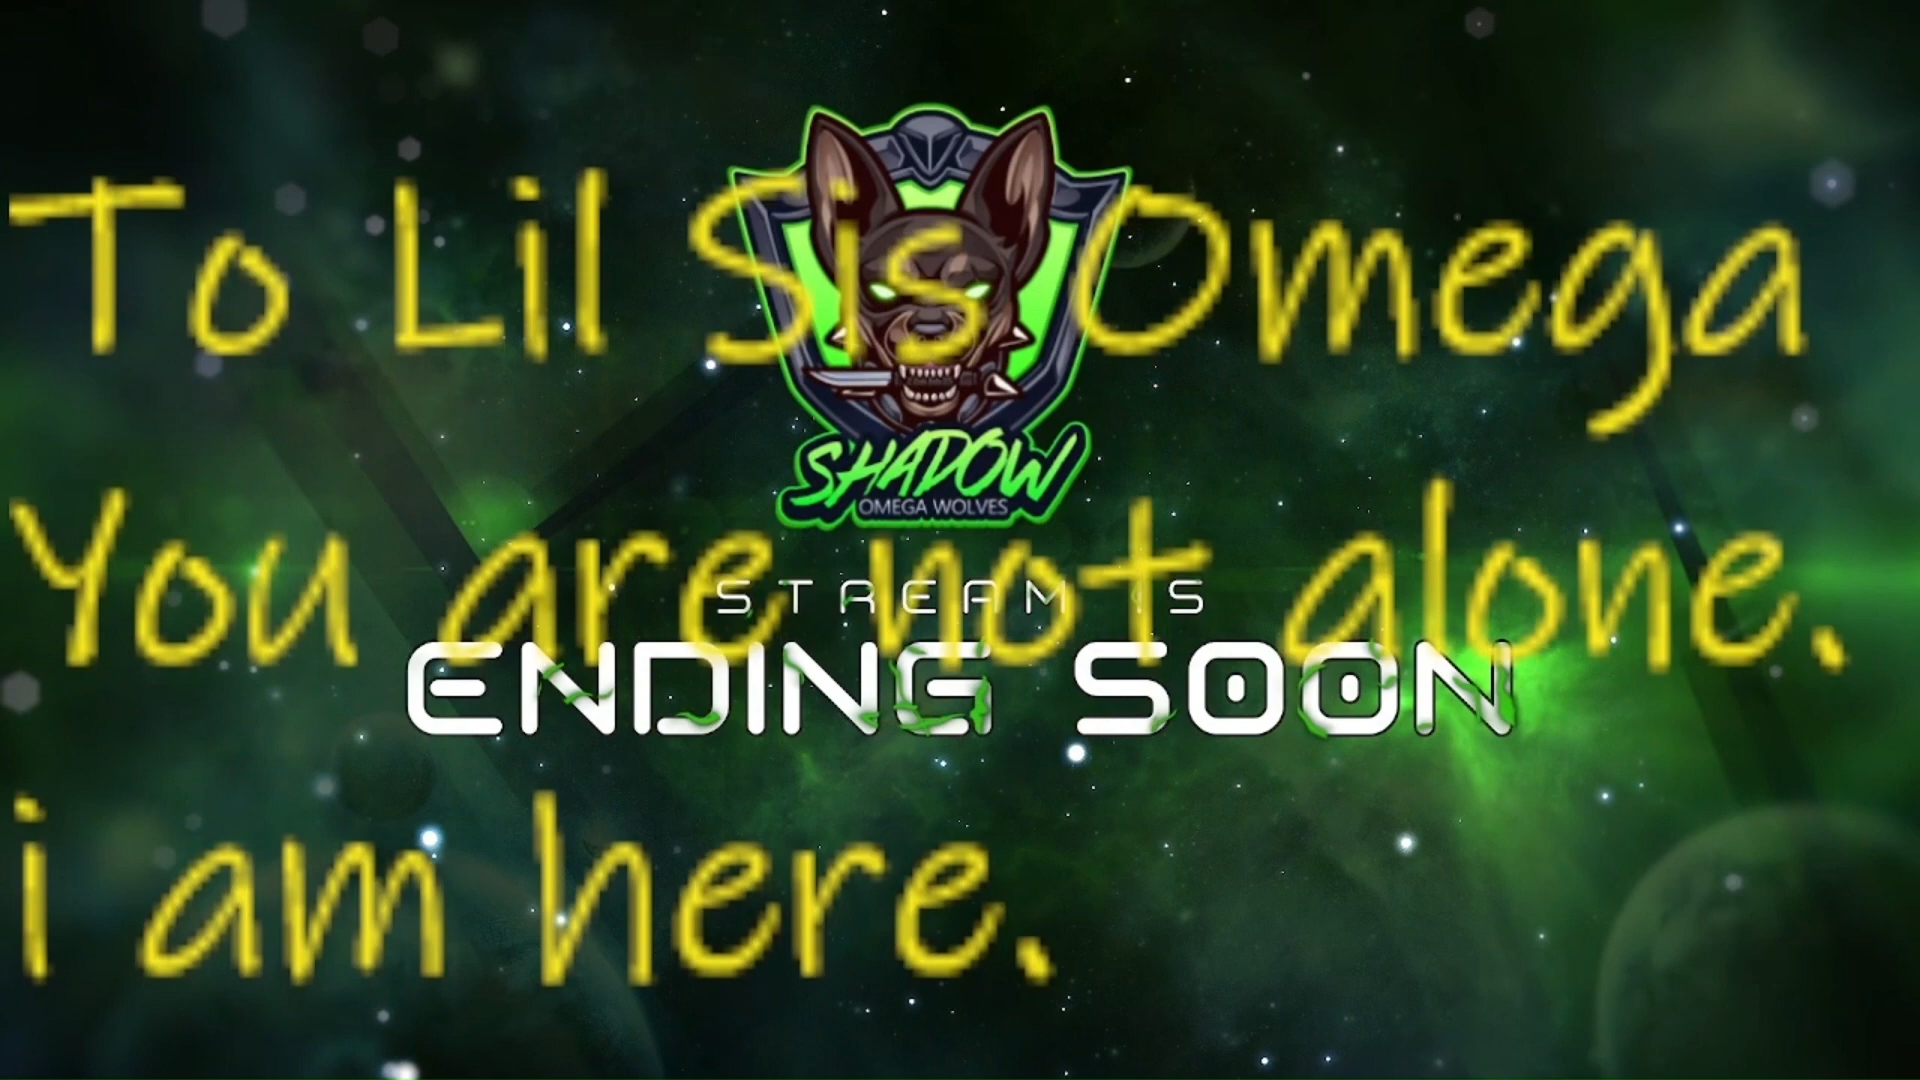 To Lil Sis Omega
SHADOW
OMEGA WOLVES
You are not alone.
STREAM IS
ENDING SOON
i am here.